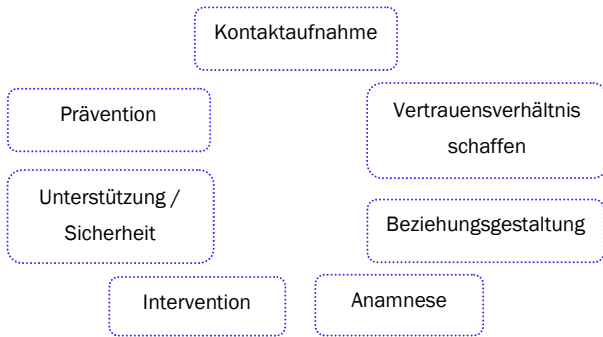 Kontaktaufnahme
Prävention
Vertrauensverhältnis
schaffen
Unterstützung /
Sicherheit
Beziehungsgestaltung
Intervention
Anamnese